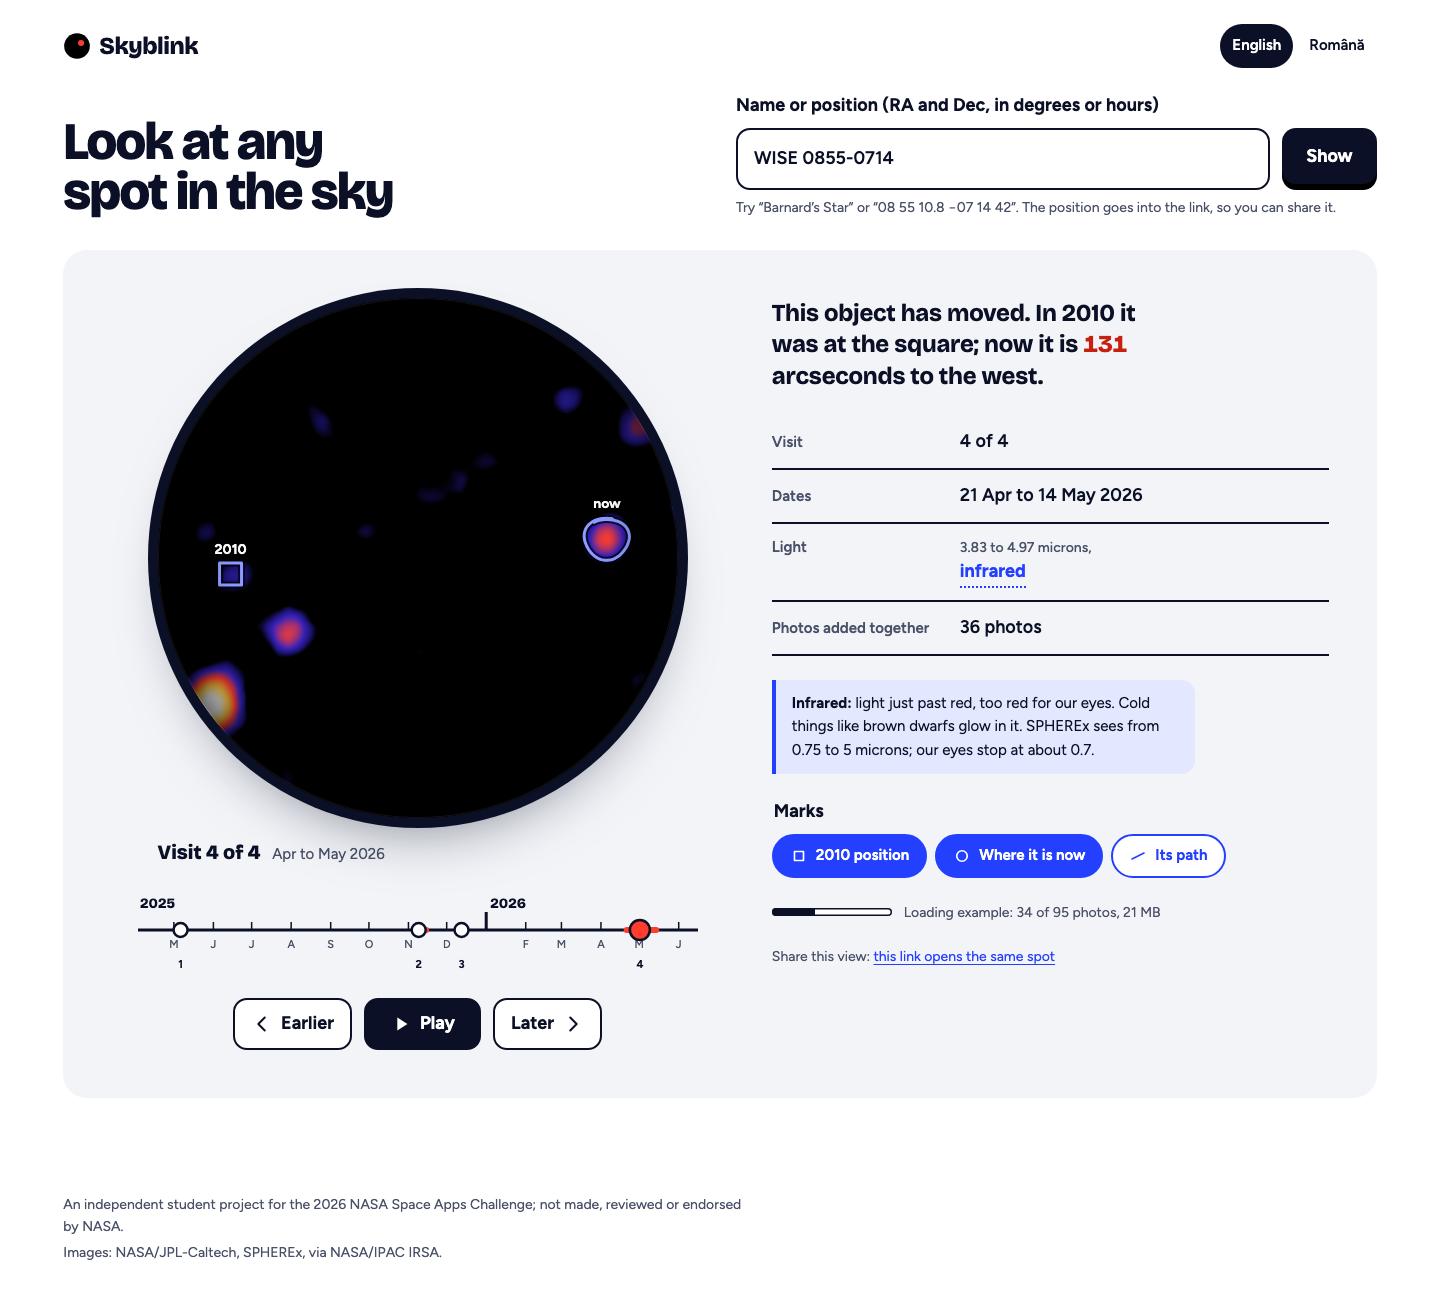 Skyblink
English
Română
Look at any
spot in the sky
Name or position (RA and Dec, in degrees or hours)
WISE 0855-0714
Show
Try “Barnard’s Star” or “08 55 10.8 −07 14 42”. The position goes into the link, so you can share it.
2010
now
Visit 4 of 4 Apr to May 2026
2025 2026
M J J A S O N D F M A M J
1 2 3 4
Earlier
Play
Later
This object has moved. In 2010 it
was at the square; now it is 131
arcseconds to the west.
Visit 4 of 4
Dates 21 Apr to 14 May 2026
Light 3.83 to 4.97 microns,
infrared
Photos added together 36 photos
Infrared: light just past red, too red for our eyes. Cold
things like brown dwarfs glow in it. SPHEREx sees from
0.75 to 5 microns; our eyes stop at about 0.7.
Marks
2010 position
Where it is now
Its path
Loading example: 34 of 95 photos, 21 MB
Share this view: this link opens the same spot
An independent student project for the 2026 NASA Space Apps Challenge; not made, reviewed or endorsed
by NASA.
Images: NASA/JPL-Caltech, SPHEREx, via NASA/IPAC IRSA.